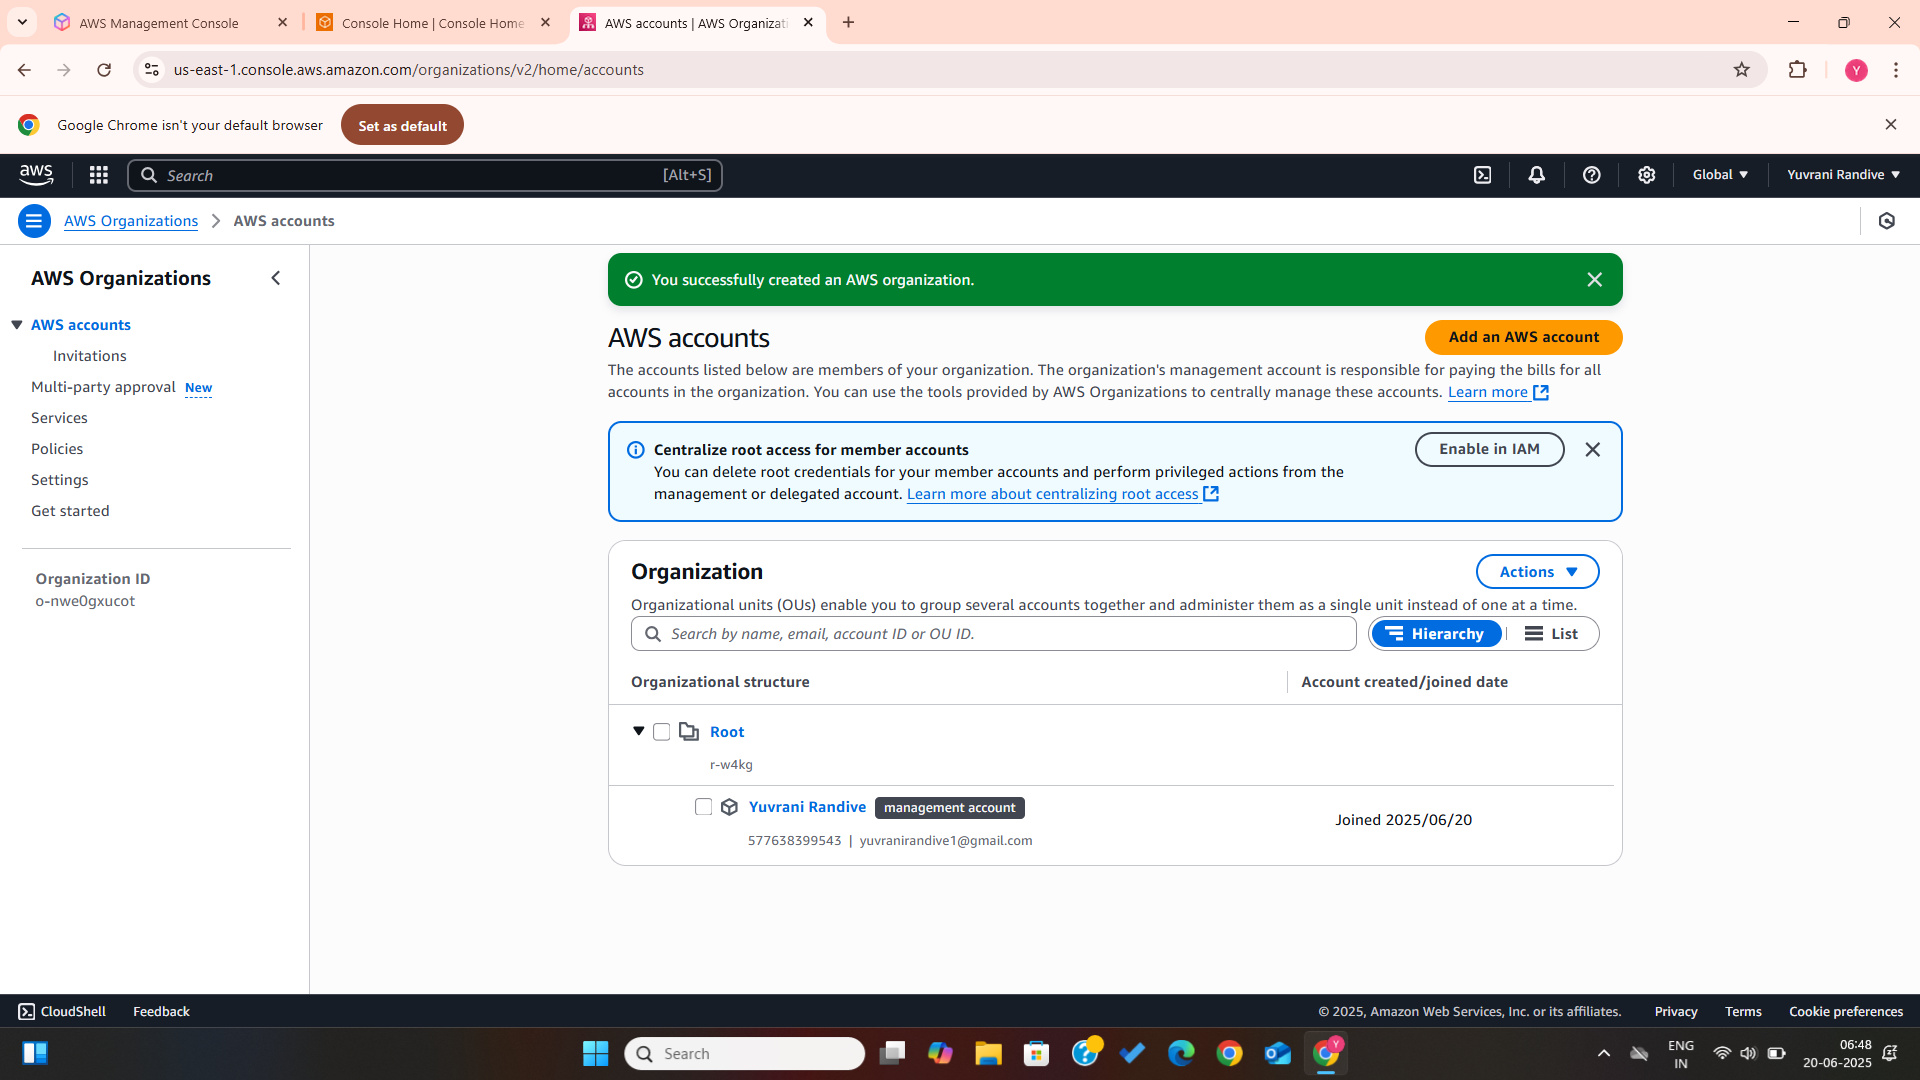 AWS Management Console
Console Home | Console Home
AWS accounts | AWS Organizati
us-east-1.console.aws.amazon.com/organizations/v2/home/accounts
Y
Google Chrome isn't your default browser
Set as default
aws
Search
[Alt+S]
Global
Yuvrani Randive
AWS Organizations
AWS accounts
AWS Organizations
AWS accounts
Invitations
Multi-party approval New
Services
Policies
Settings
Get started
Organization ID
o-nwe0gxucot
You successfully created an AWS organization.
AWS accounts
Add an AWS account
The accounts listed below are members of your organization. The organization's management account is responsible for paying the bills for all
accounts in the organization. You can use the tools provided by AWS Organizations to centrally manage these accounts. Learn more
Centralize root access for member accounts
Enable in IAM
You can delete root credentials for your member accounts and perform privileged actions from the
management or delegated account. Learn more about centralizing root access
Organization
Actions
Organizational units (OUs) enable you to group several accounts together and administer them as a single unit instead of one at a time.
Search by name, email, account ID or OU ID.
Hierarchy
List
Organizational structure
Account created/joined date
Root
r-w4kg
Yuvrani Randive management account
Joined 2025/06/20
577638399543 | yuvranirandive1@gmail.com
CloudShell
Feedback
© 2025, Amazon Web Services, Inc. or its affiliates.
Privacy
Terms
Cookie preferences
Search
Y
ENG
IN
06:48
20-06-2025